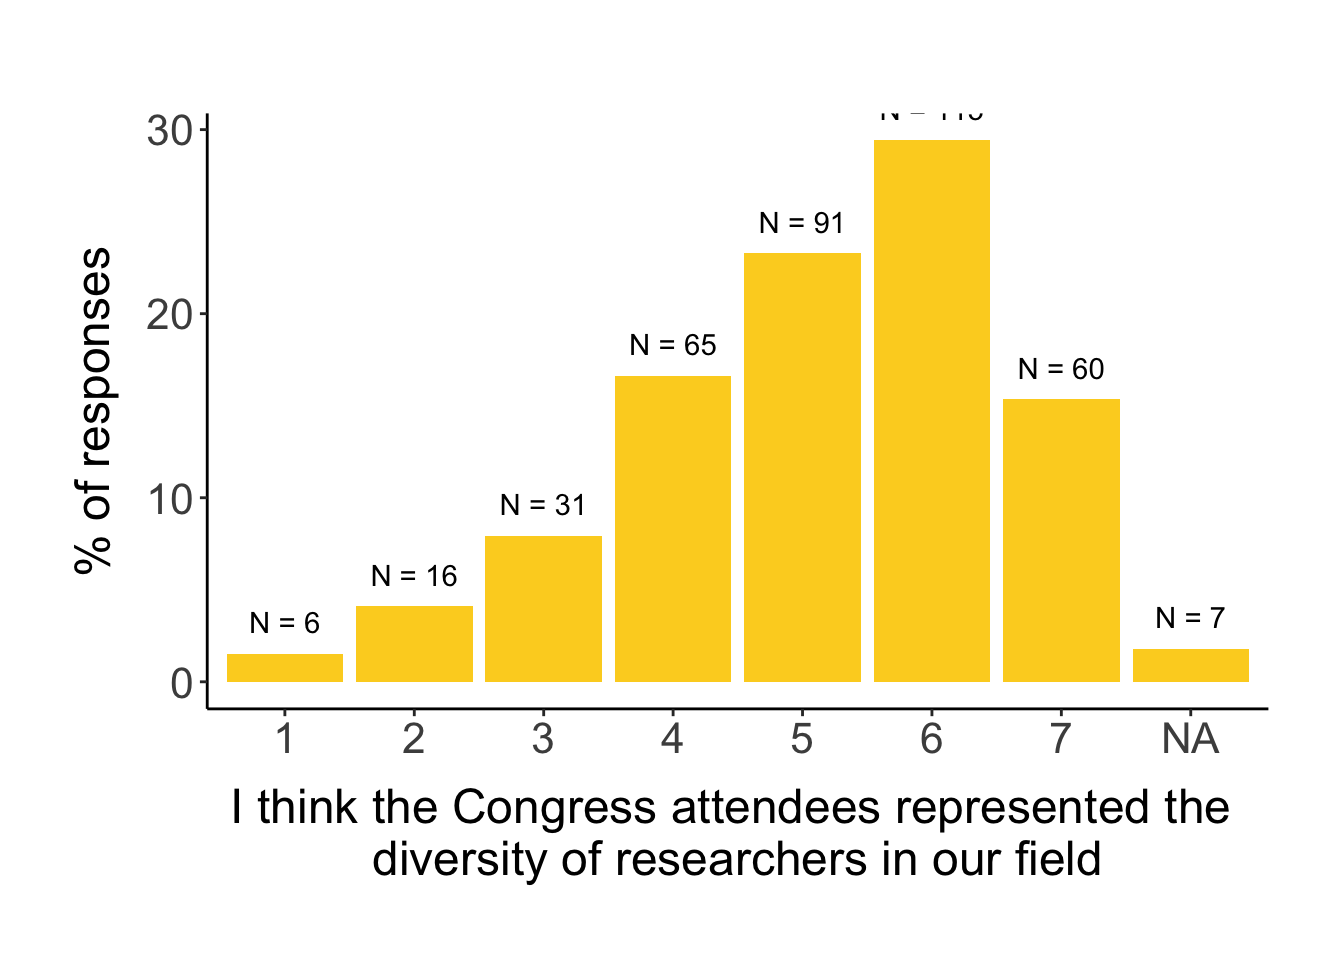 30
20
10
0
% of responses
N = 6
N = 16
N = 31
N = 65
N = 91
N =
N = 60
N = 7
1 2 3 4 5 6 7 NA
I think the Congress attendees represented the
diversity of researchers in our field